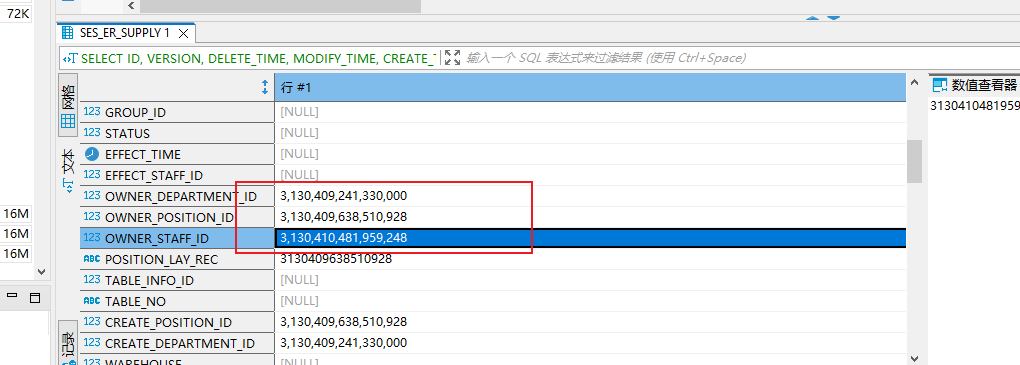 72K
SES_ER_SUPPLY 1
SELECT ID, VERSION, DELETE_TIME, MODIFY_TIME, CREATE_ 输入一个 SQL 表达式来过滤结果 (使用 Ctrl+Space)
网格
文本
记录
行 #1
数值查看器
3130410481959
123 GROUP_ID [NULL]
123 STATUS [NULL]
EFFECT_TIME [NULL]
123 EFFECT_STAFF_ID [NULL]
123 OWNER_DEPARTMENT_ID 3,130,409,241,330,000
123 OWNER_POSITION_ID 3,130,409,638,510,928
123 OWNER_STAFF_ID 3,130,410,481,959,248
ABC POSITION_LAY_REC 3130409638510928
123 TABLE_INFO_ID [NULL]
ABC TABLE_NO [NULL]
123 CREATE_POSITION_ID 3,130,409,638,510,928
123 CREATE_DEPARTMENT_ID 3,130,409,241,330,000
WAREHOUSE
16M
16M
16M